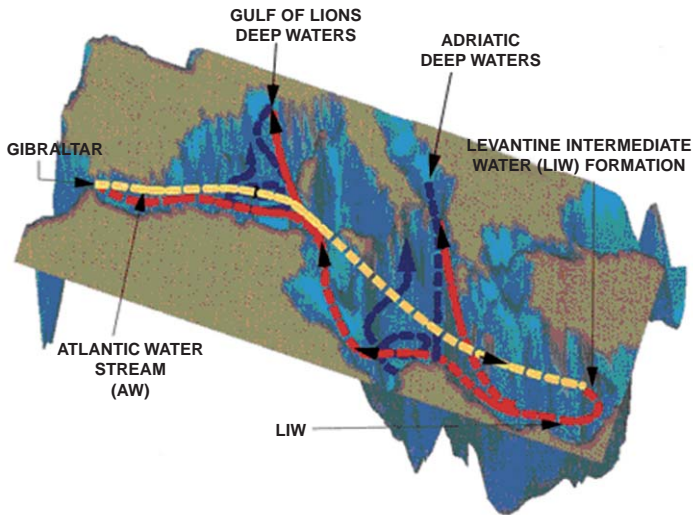 GULF OF LIONS
DEEP WATERS
ADRIATIC
DEEP WATERS
GIBRALTAR
LEVANTINE INTERMEDIATE
WATER (LIW) FORMATION
ATLANTIC WATER
STREAM
(AW)
LIW